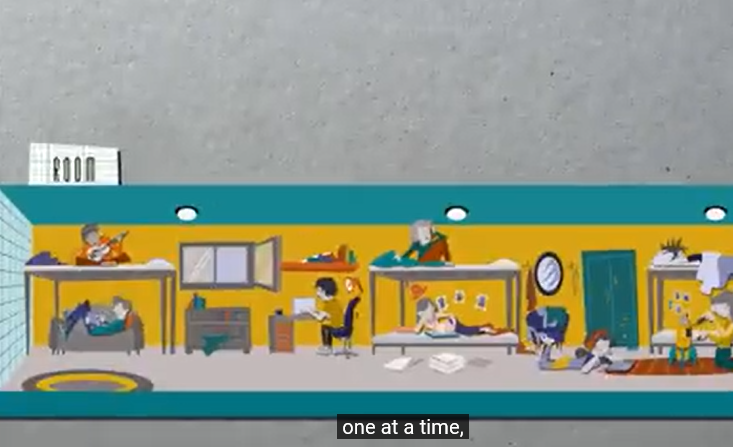 ROOM
one at a time,